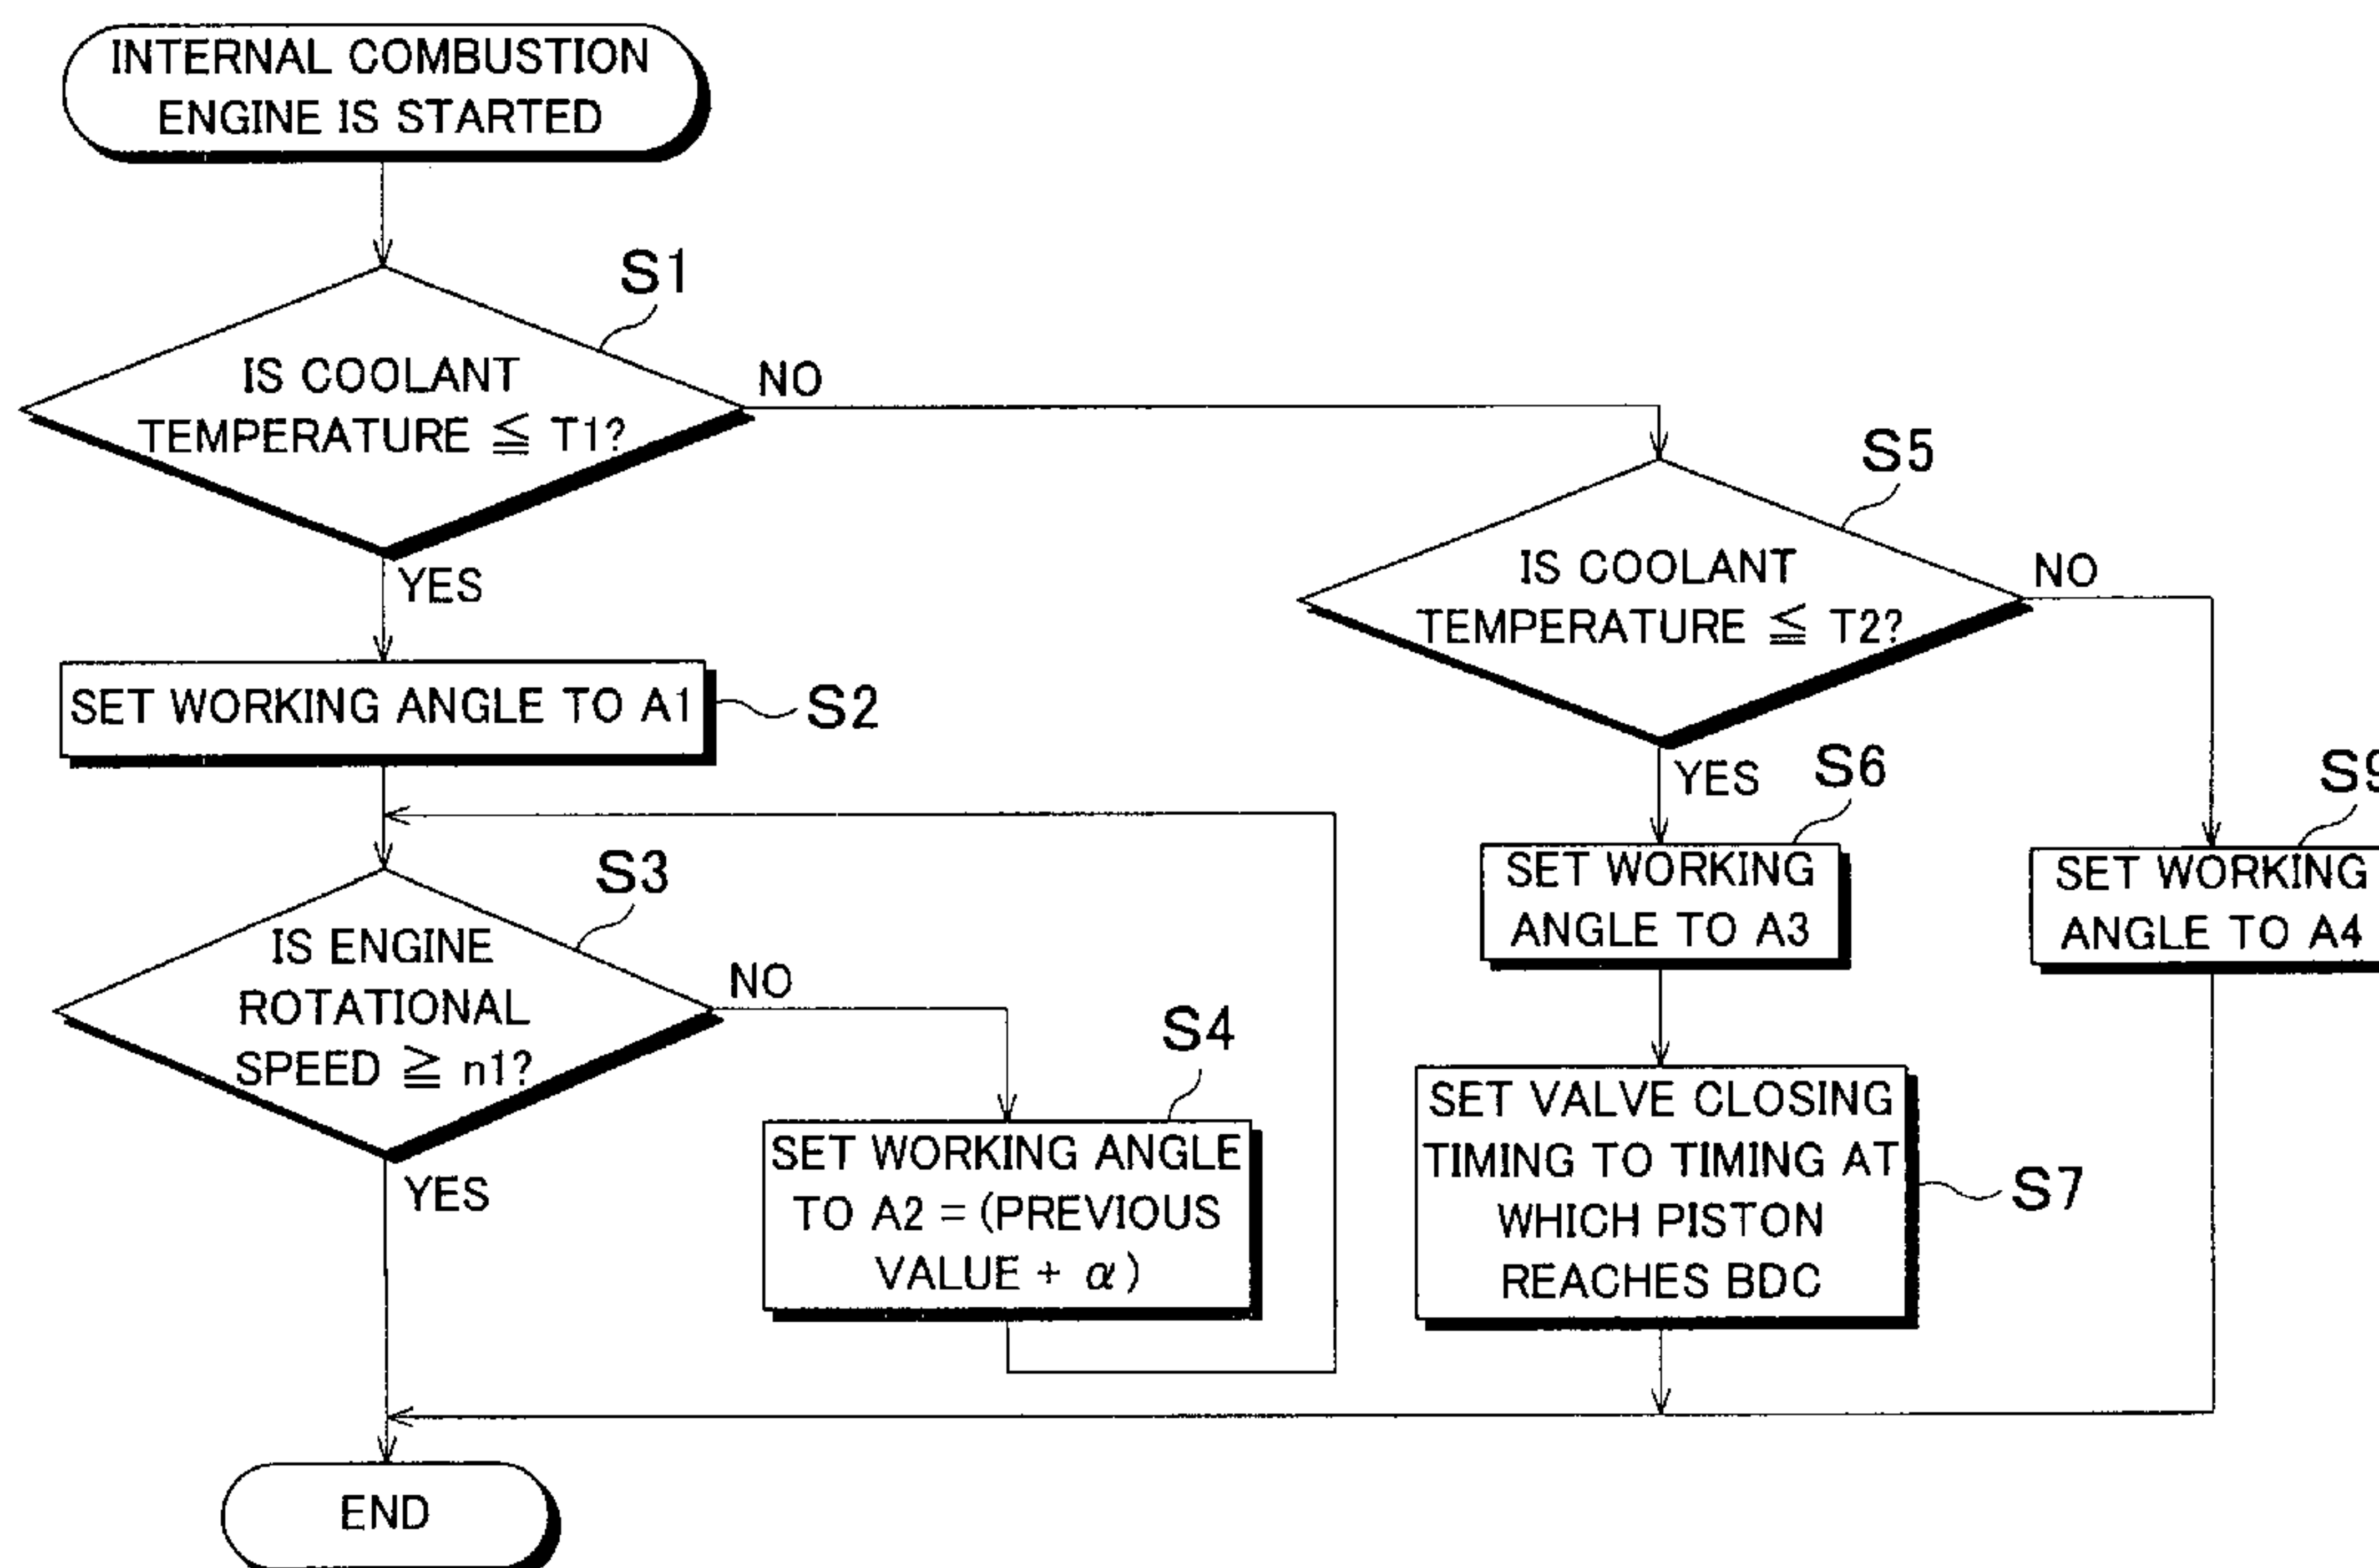 INTERNAL COMBUSTION
ENGINE IS STARTED
S1
IS COOLANT
TEMPERATURE ≦ T1?
NO
YES
S5
IS COOLANT
TEMPERATURE ≦ T2?
NO
YES
SET WORKING ANGLE TO A1
S2
S6
SET WORKING
ANGLE TO A3
S9
SET WORKING
ANGLE TO A4
S3
IS ENGINE
ROTATIONAL
SPEED ≧ n1?
NO
YES
S4
SET WORKING ANGLE
TO A2 = (PREVIOUS
VALUE + α)
SET VALVE CLOSING
TIMING TO TIMING AT
WHICH PISTON
REACHES BDC
S7
END